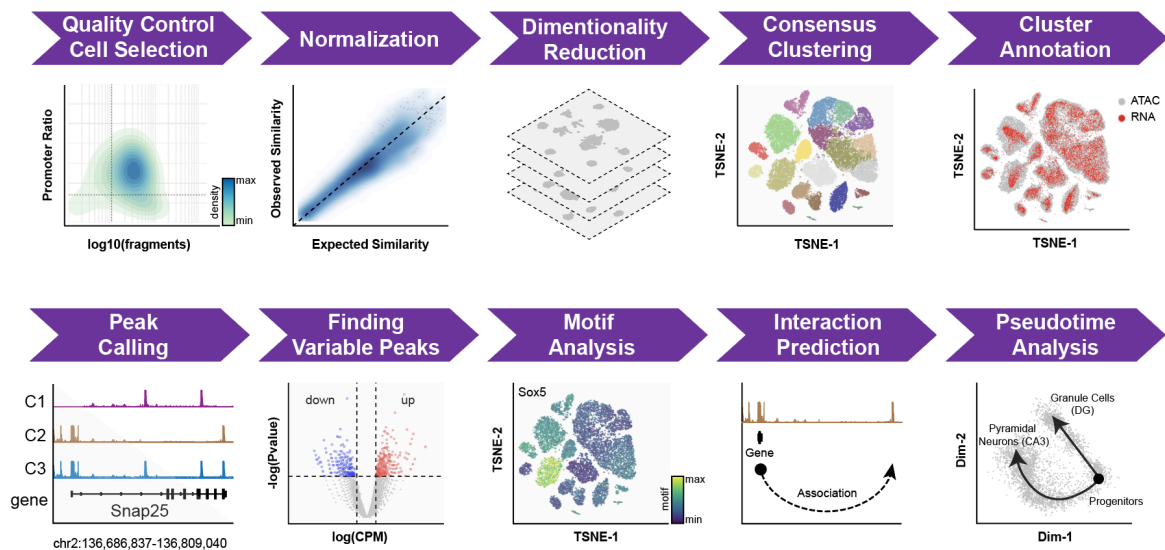 Quality Control
Cell Selection
Normalization
Dimentionality
Reduction
Consensus
Clustering
Cluster
Annotation
Promoter Ratio
log10(fragments)
density
max
min
Observed Similarity
Expected Similarity
TSNE-2
TSNE-1
TSNE-2
TSNE-1
ATAC
RNA
Peak
Calling
Finding
Variable Peaks
Motif
Analysis
Interaction
Prediction
Pseudotime
Analysis
C1
C2
C3
gene
Snap25
chr2:136,686,837-136,809,040
down
up
-log(Pvalue)
log(CPM)
Sox5
TSNE-2
TSNE-1
motif
max
min
Gene
Association
Granule Cells
(DG)
Pyramidal
Neurons (CA3)
Progenitors
Dim-2
Dim-1